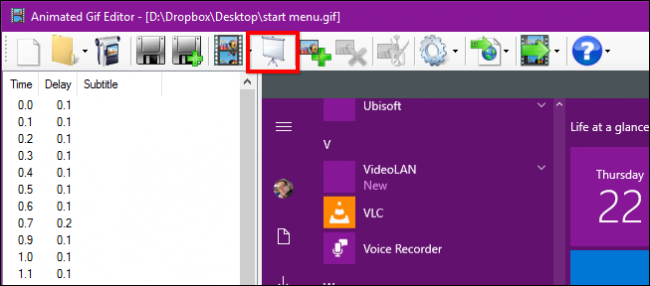 Animated Gif Editor - [D:\Dropbox\Desktop\start menu.gif]
Time Delay Subtitle
0.0 0.1
0.1 0.1
0.2 0.1
0.3 0.1
0.4 0.1
0.5 0.1
0.6 0.1
0.7 0.2
0.9 0.1
1.0 0.1
1.1 0.1
Ubisoft
V
VideoLAN
New
VLC
Voice Recorder
Life at a glance
Thursday
22